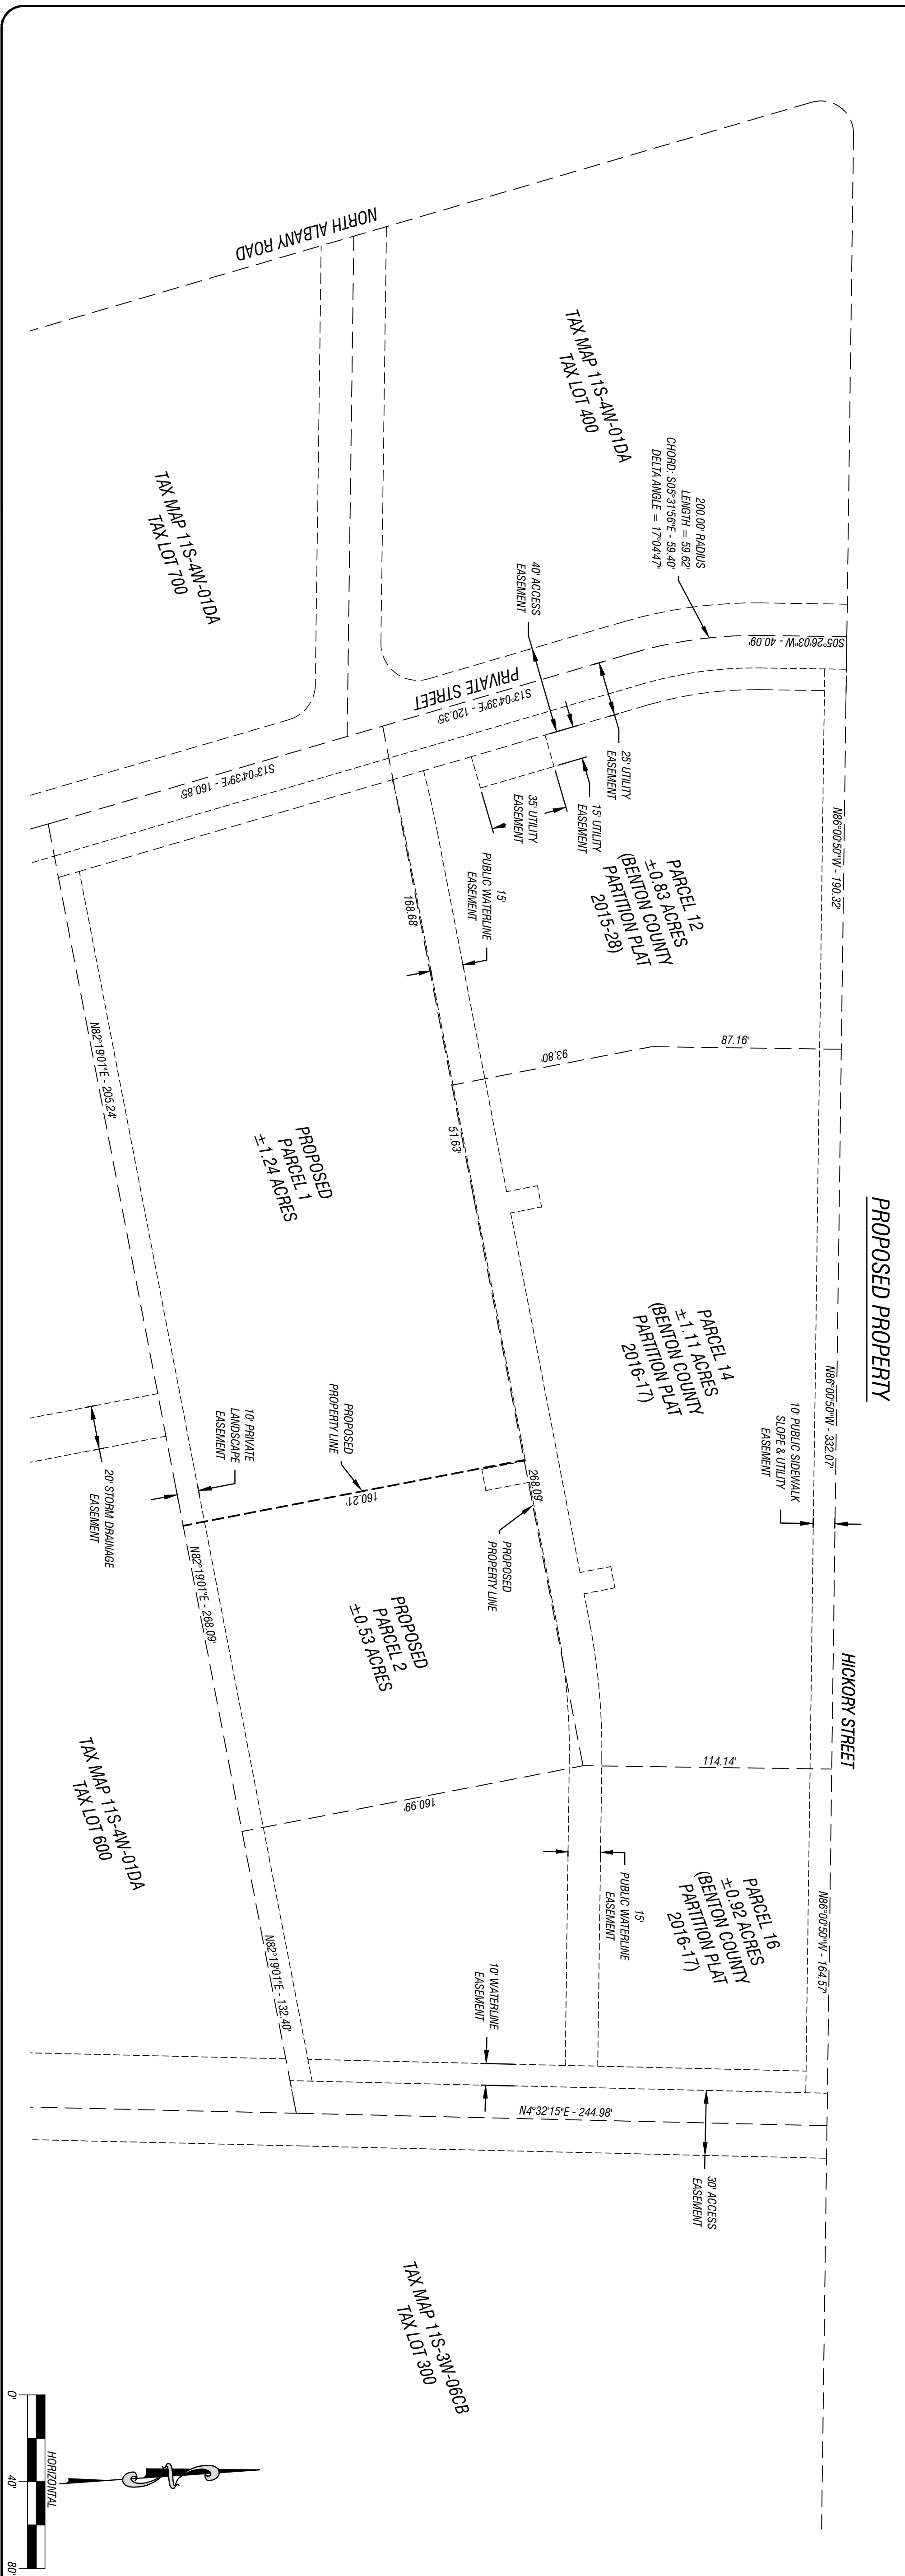 PROPOSED PROPERTY
HICKORY STREET
NORTH ALBANY ROAD
TAX MAP 11S-4W-01DA
TAX LOT 400
TAX MAP 11S-4W-01DA
TAX LOT 700
200.00' RADIUS
LENGTH = 59.62'
CHORD: S05°31'56"E - 59.40'
DELTA ANGLE = 17°04'47"
40' ACCESS
EASEMENT
S05°26'03"W - 40.09'
PRIVATE STREET
S13°04'39"E - 120.35'
S13°04'39"E - 160.85'
25' UTILITY
EASEMENT
15' UTILITY
EASEMENT
35' UTILITY
EASEMENT
N86°00'50"W - 190.32'
PARCEL 12
±0.83 ACRES
(BENTON COUNTY
PARTITION PLAT
2015-28)
15'
PUBLIC WATERLINE
EASEMENT
168.68'
87.16'
93.80'
51.63'
N82°19'01"E - 205.24'
PROPOSED
PARCEL 1
±1.24 ACRES
PARCEL 14
±1.11 ACRES
(BENTON COUNTY
PARTITION PLAT
2016-17)
N86°00'50"W - 332.07'
10' PUBLIC SIDEWALK
SLOPE & UTILITY
EASEMENT
PROPOSED
PROPERTY LINE
160.21'
10' PRIVATE
LANDSCAPE
EASEMENT
20' STORM DRAINAGE
EASEMENT
268.09'
PROPOSED
PROPERTY LINE
N82°19'01"E - 268.09'
PROPOSED
PARCEL 2
±0.53 ACRES
114.14'
160.99'
TAX MAP 11S-4W-01DA
TAX LOT 600
15'
PUBLIC WATERLINE
EASEMENT
PARCEL 16
±0.92 ACRES
(BENTON COUNTY
PARTITION PLAT
2016-17)
N86°00'50"W - 164.57'
10' WATERLINE
EASEMENT
N82°19'01"E - 132.40'
N4°32'15"E - 244.98'
30' ACCESS
EASEMENT
TAX MAP 11S-3W-06CB
TAX LOT 300
HORIZONTAL
0' 40' 80'